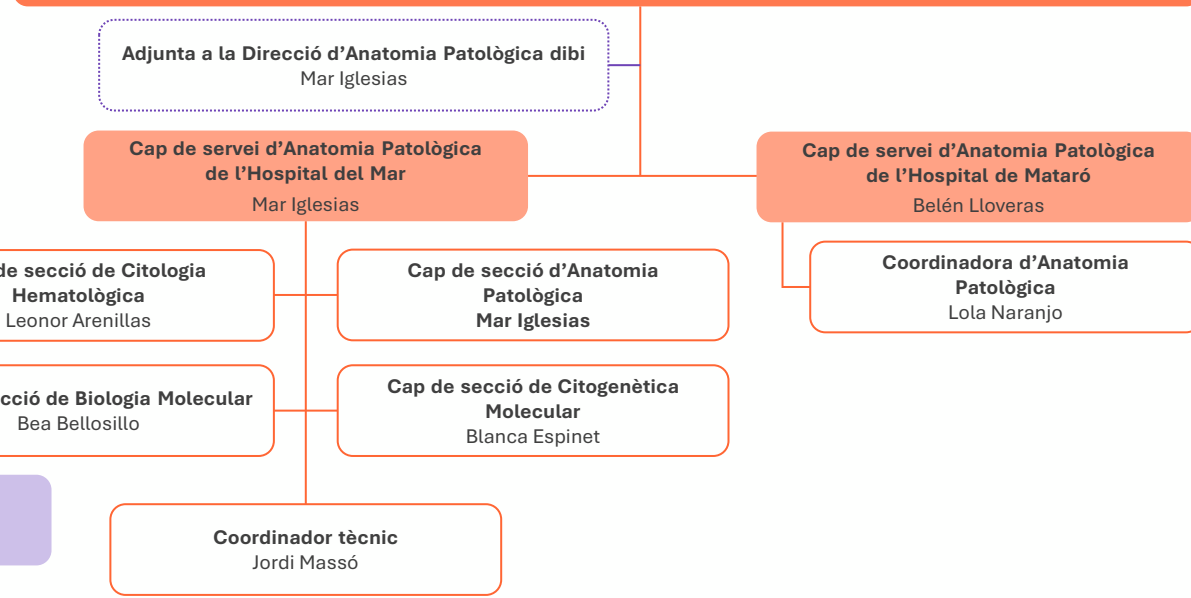 Adjunta a la Direcció d’Anatomia Patològica dibi
Mar Iglesias
Cap de servei d’Anatomia Patològica
de l’Hospital del Mar
Mar Iglesias
Cap de servei d’Anatomia Patològica
de l’Hospital de Mataró
Belén Lloveras
de secció de Citologia
Hematològica
Leonor Arenillas
Cap de secció d’Anatomia
Patològica
Mar Iglesias
Coordinadora d’Anatomia
Patològica
Lola Naranjo
cció de Biologia Molecular
Bea Bellosillo
Cap de secció de Citogenètica
Molecular
Blanca Espinet
Coordinador tècnic
Jordi Massó